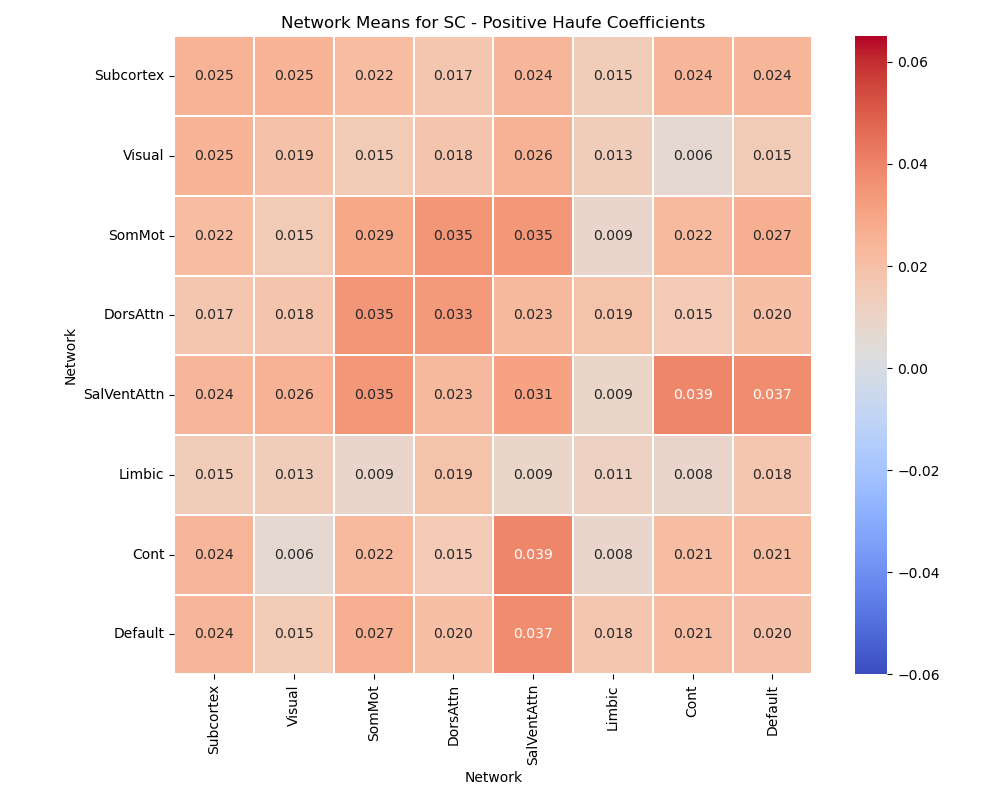 Network Means for SC - Positive Haufe Coefficients
Subcortex 0.025 0.025 0.022 0.017 0.024 0.015 0.024 0.024
Visual 0.025 0.019 0.015 0.018 0.026 0.013 0.006 0.015
SomMot 0.022 0.015 0.029 0.035 0.035 0.009 0.022 0.027
DorsAttn 0.017 0.018 0.035 0.033 0.023 0.019 0.015 0.020
SalVentAttn 0.024 0.026 0.035 0.023 0.031 0.009 0.039 0.037
Limbic 0.015 0.013 0.009 0.019 0.009 0.011 0.008 0.018
Cont 0.024 0.006 0.022 0.015 0.039 0.008 0.021 0.021
Default 0.024 0.015 0.027 0.020 0.037 0.018 0.021 0.020
Network
Subcortex Visual SomMot DorsAttn SalVentAttn Limbic Cont Default
Network
0.06
0.04
0.02
0.00
−0.02
−0.04
−0.06